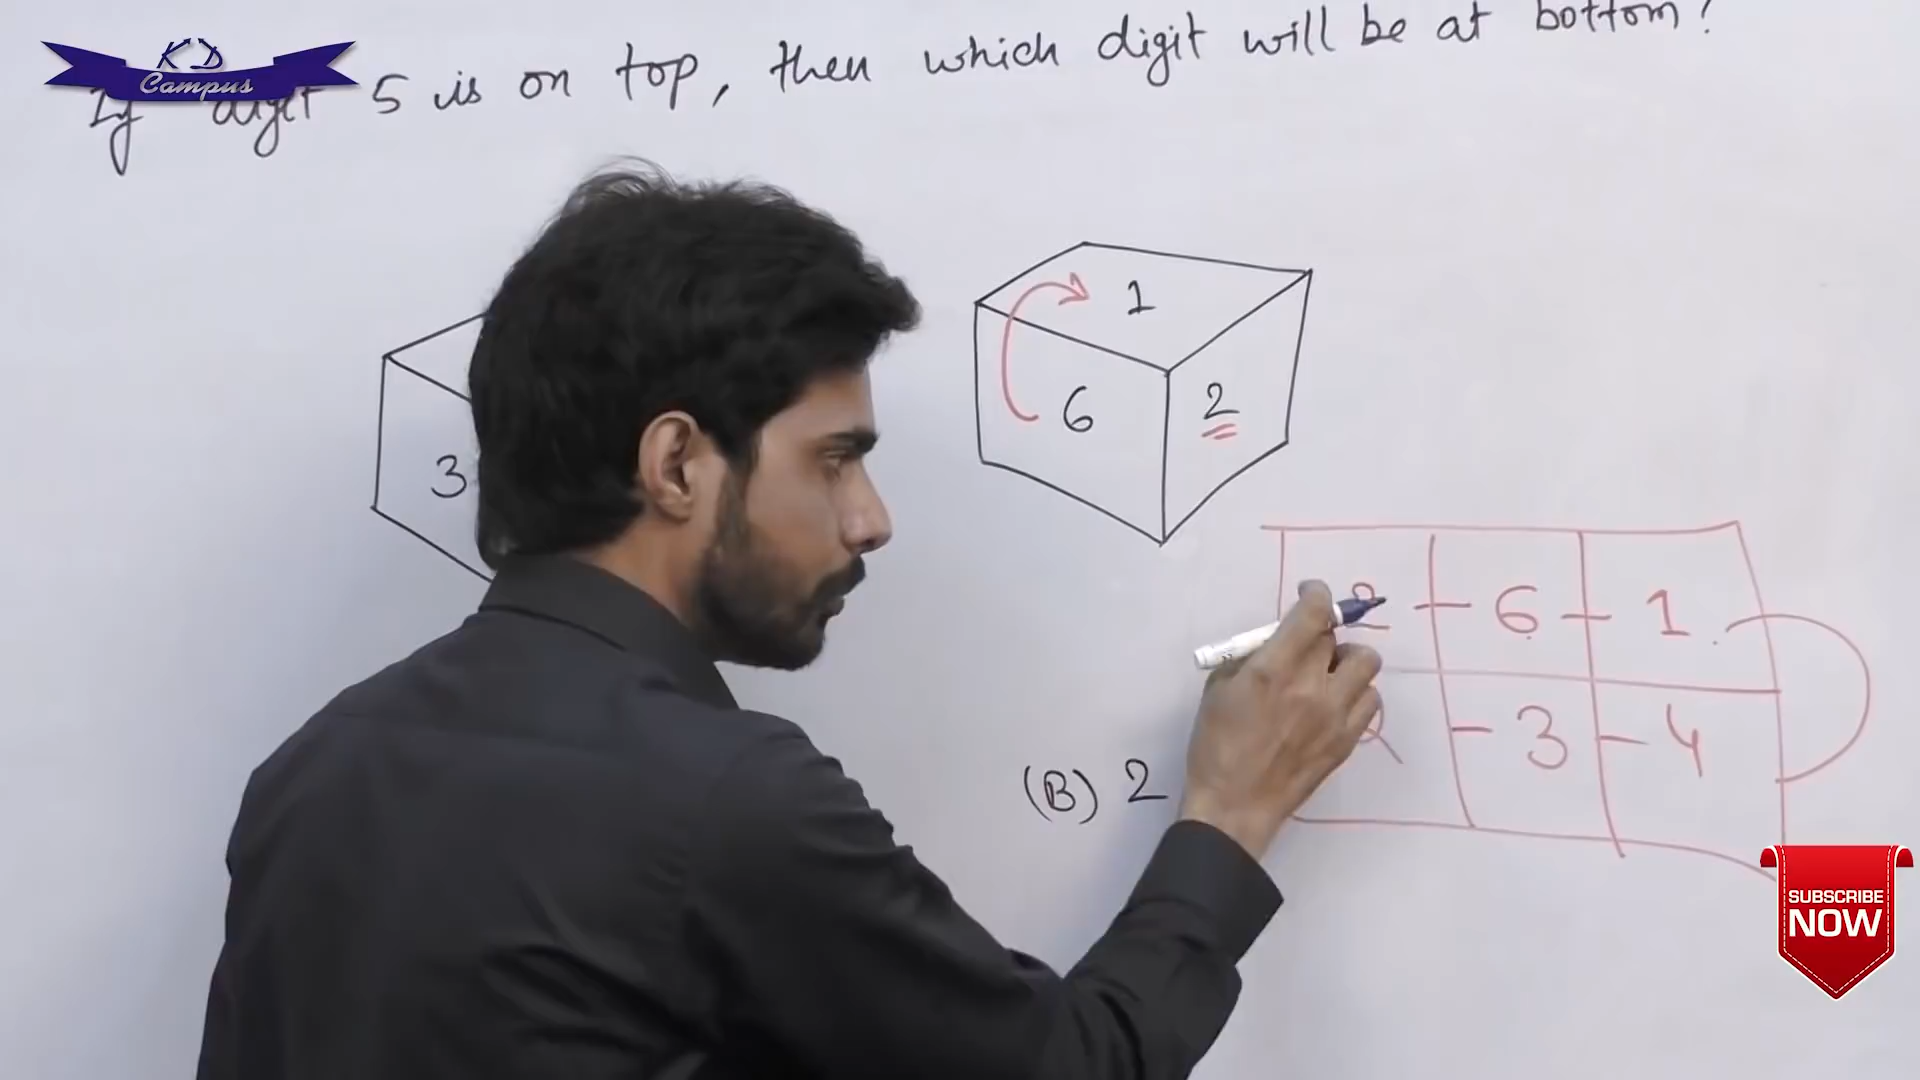 KD
Campus
If digit 5 is on top, then which digit will be at bottom?
1
6
2
3
2 - 6 - 1
- 3 - 4
(B) 2
SUBSCRIBE
NOW